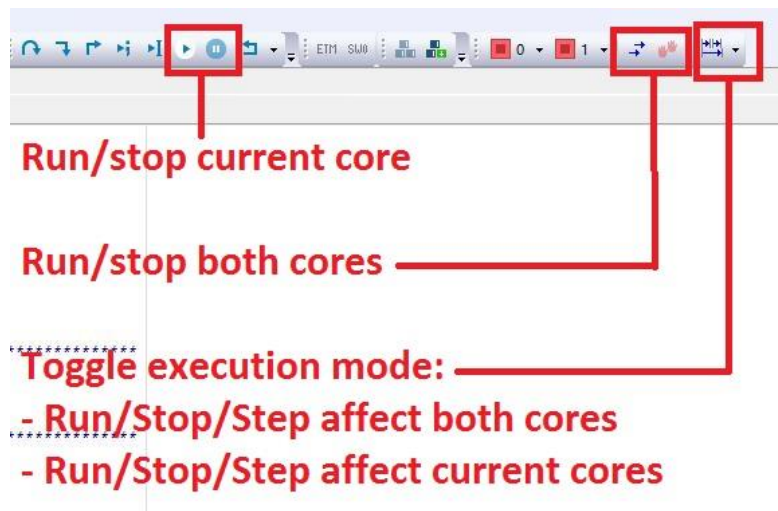 ETM SWO 0 1
Run/stop current core
Run/stop both cores
Toggle execution mode:
- Run/Stop/Step affect both cores
- Run/Stop/Step affect current cores